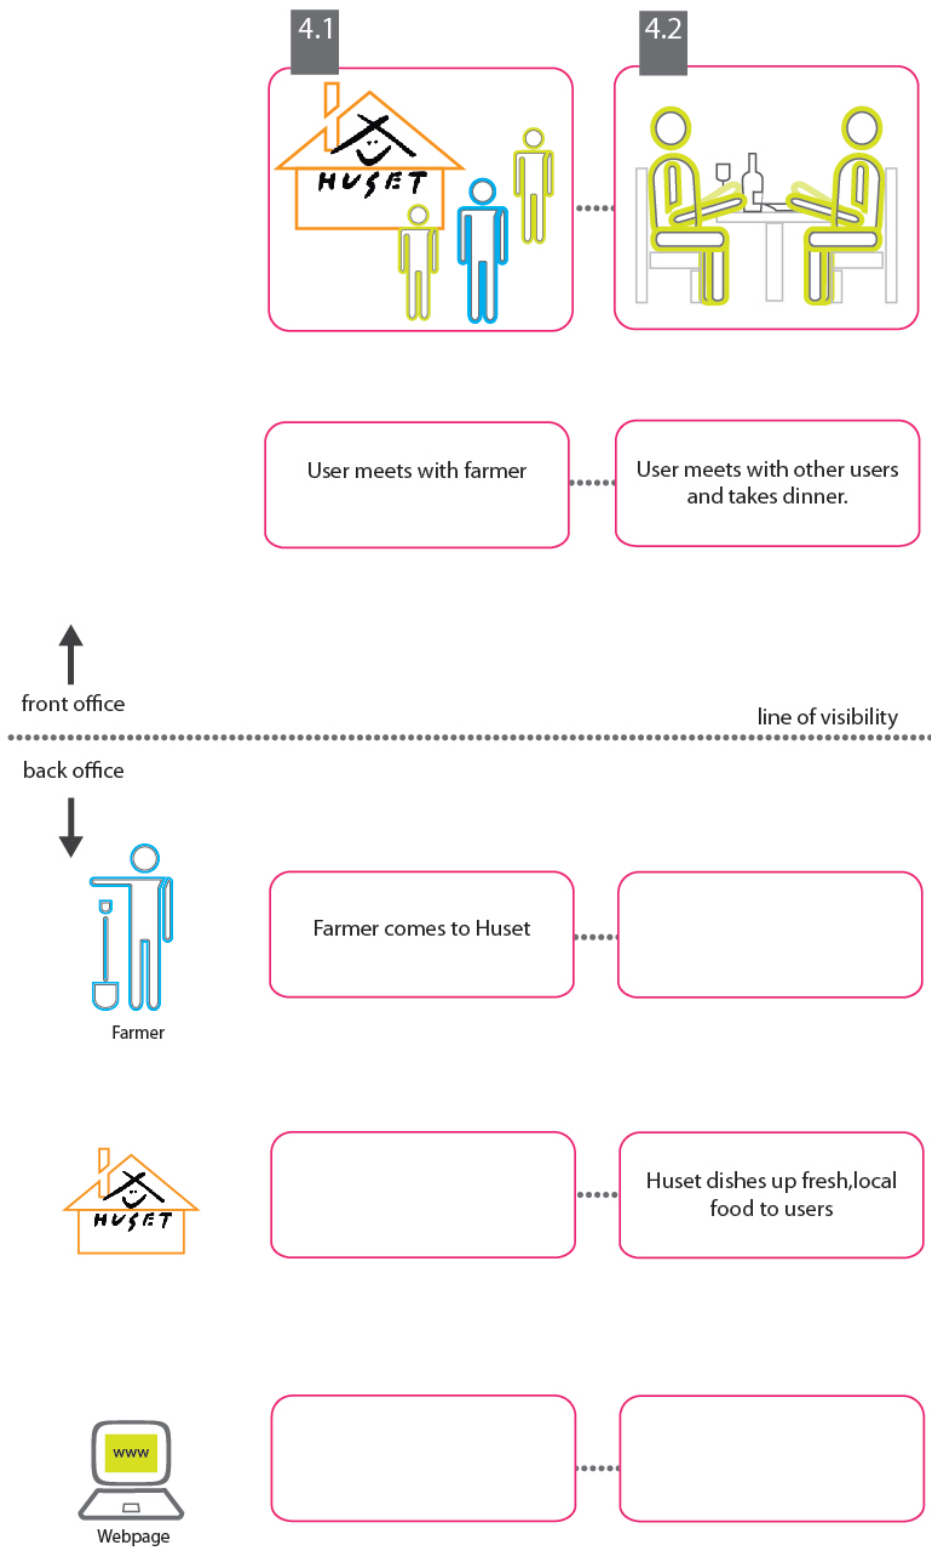 4.1
4.2
HUSET
User meets with farmer
User meets with other users
and takes dinner.
front office
line of visibility
back office
Farmer comes to Huset
Farmer
HUSET
Huset dishes up fresh,local
food to users
www
Webpage